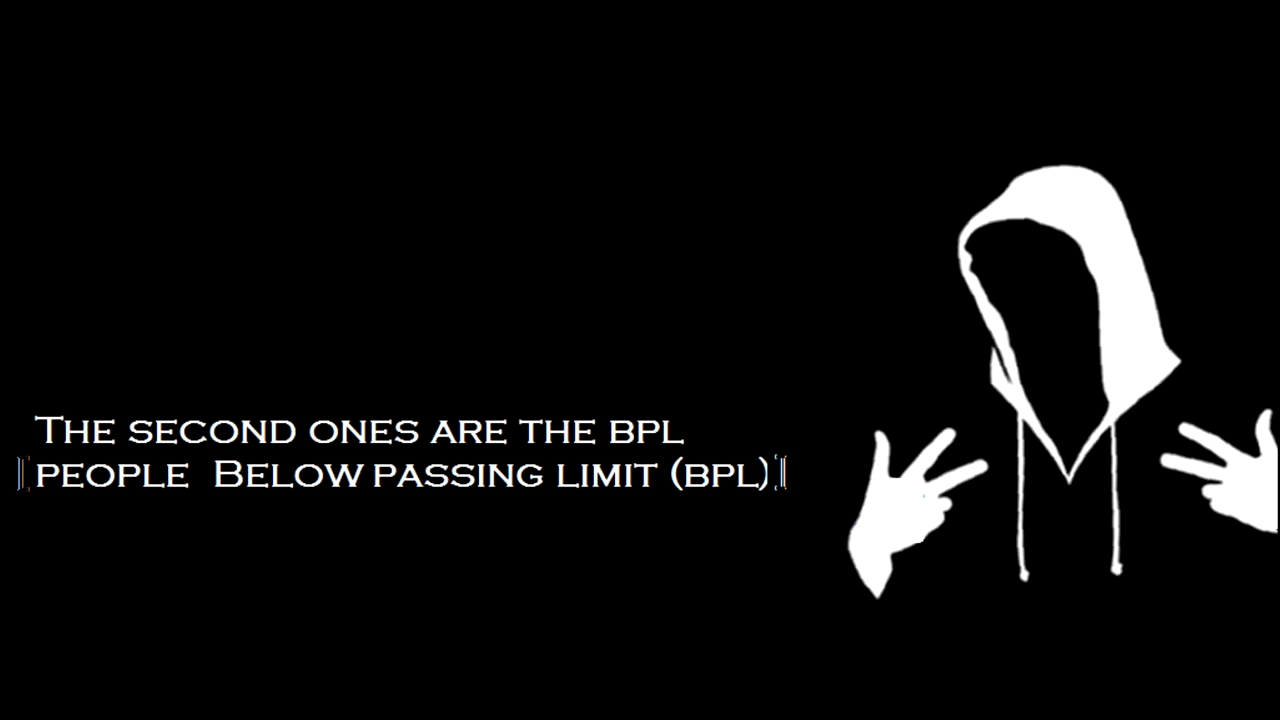 The second ones are the bpl
people Below passing limit (bpl)